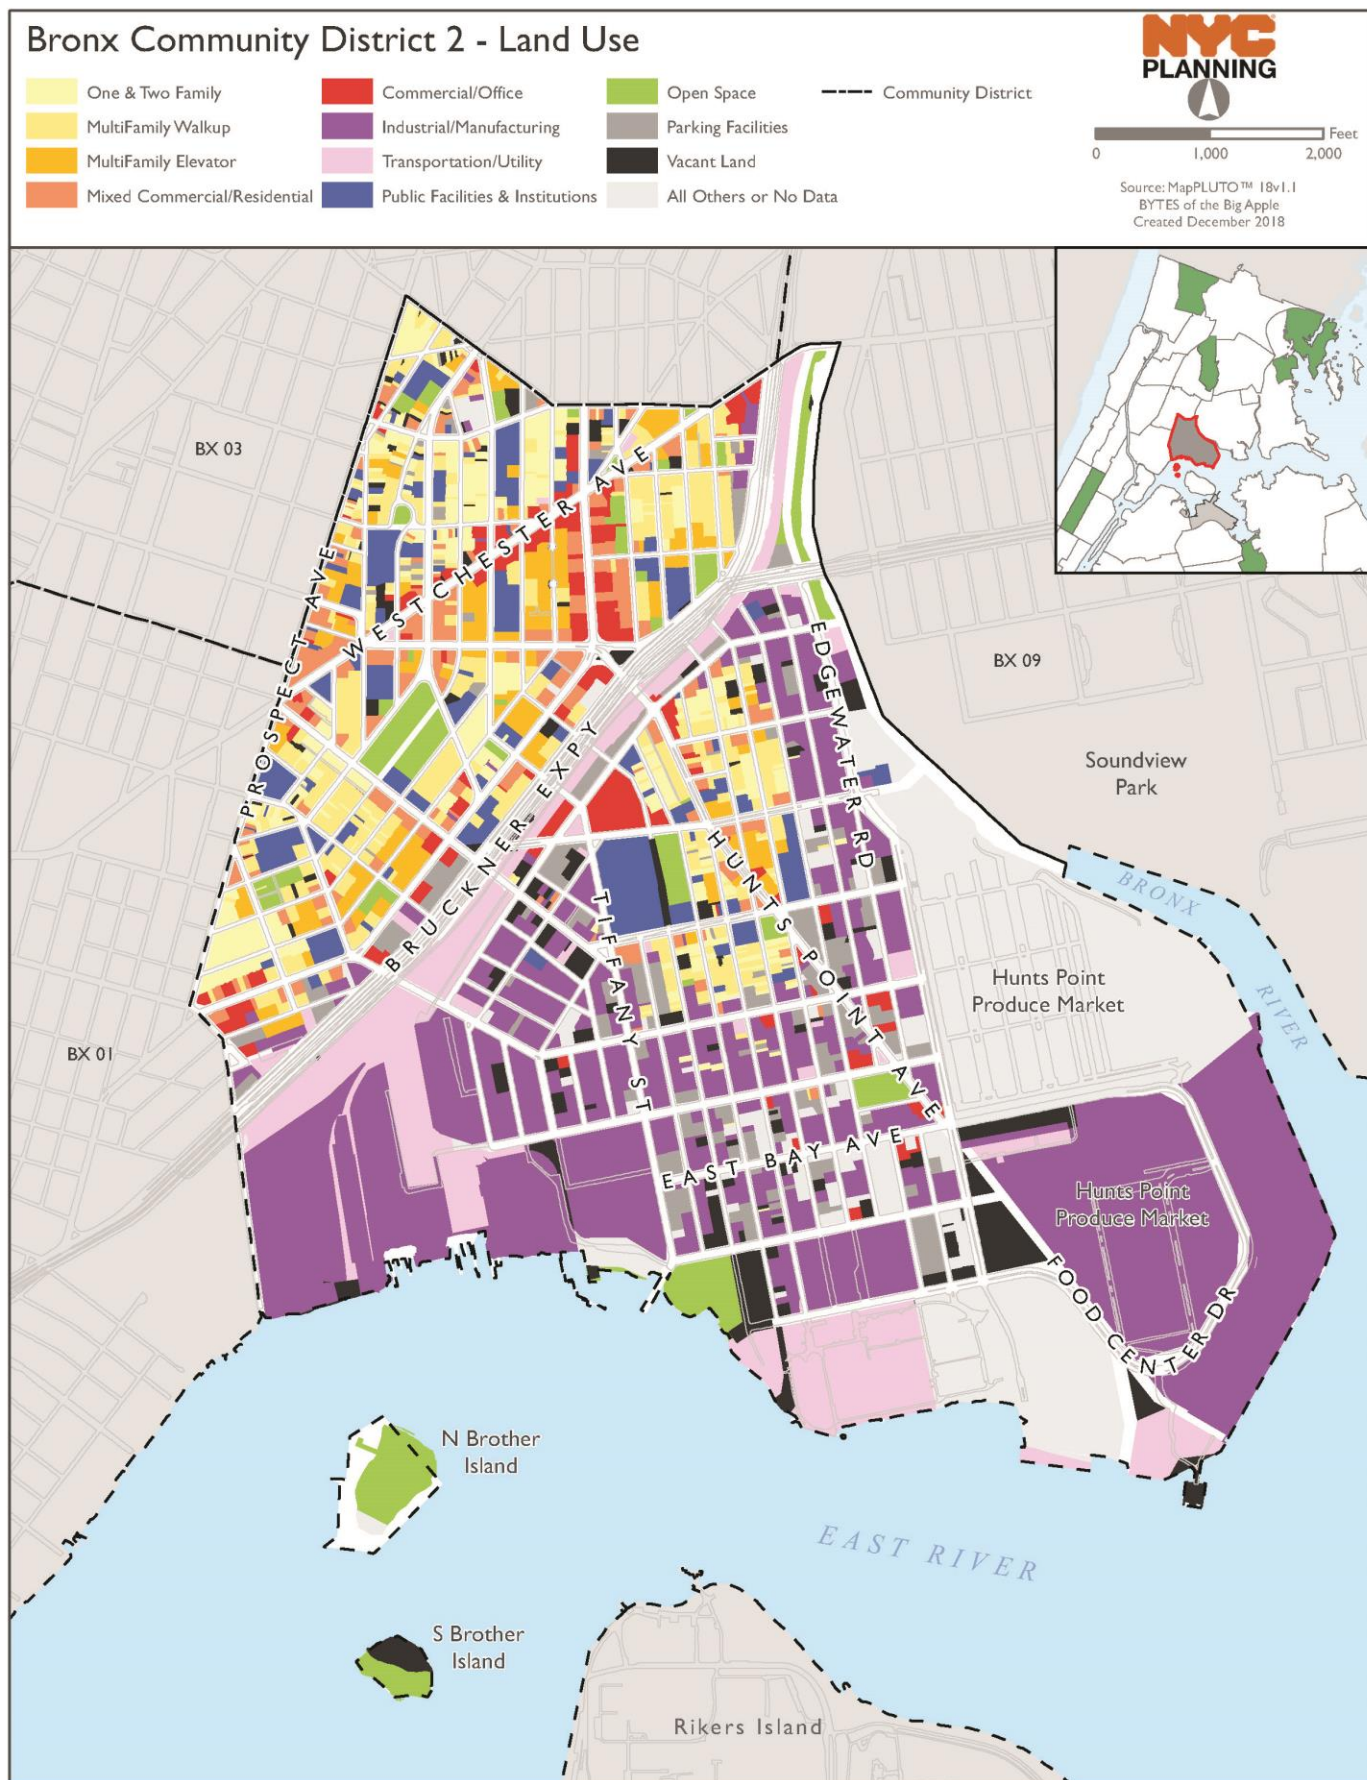 Bronx Community District 2 - Land Use
One & Two Family
MultiFamily Walkup
MultiFamily Elevator
Mixed Commercial/Residential
Commercial/Office
Industrial/Manufacturing
Transportation/Utility
Public Facilities & Institutions
Open Space
Parking Facilities
Vacant Land
All Others or No Data
Community District
NYC
PLANNING
Feet
0 1,000 2,000
Source: MapPLUTO™ 18v1.1
BYTES of the Big Apple
Created December 2018
BX 03
WESTCHESTER AVE
PROSPECT AVE
EDGEWATER RD
BX 09
Soundview
Park
BRUCKNER EXPY
HUNTS POINT AVE
TIFFANY ST
BRONX
RIVER
Hunts Point
Produce Market
BX 01
EAST BAY AVE
Hunts Point
Produce Market
FOOD CENTER DR
N Brother
Island
EAST RIVER
S Brother
Island
Rikers Island